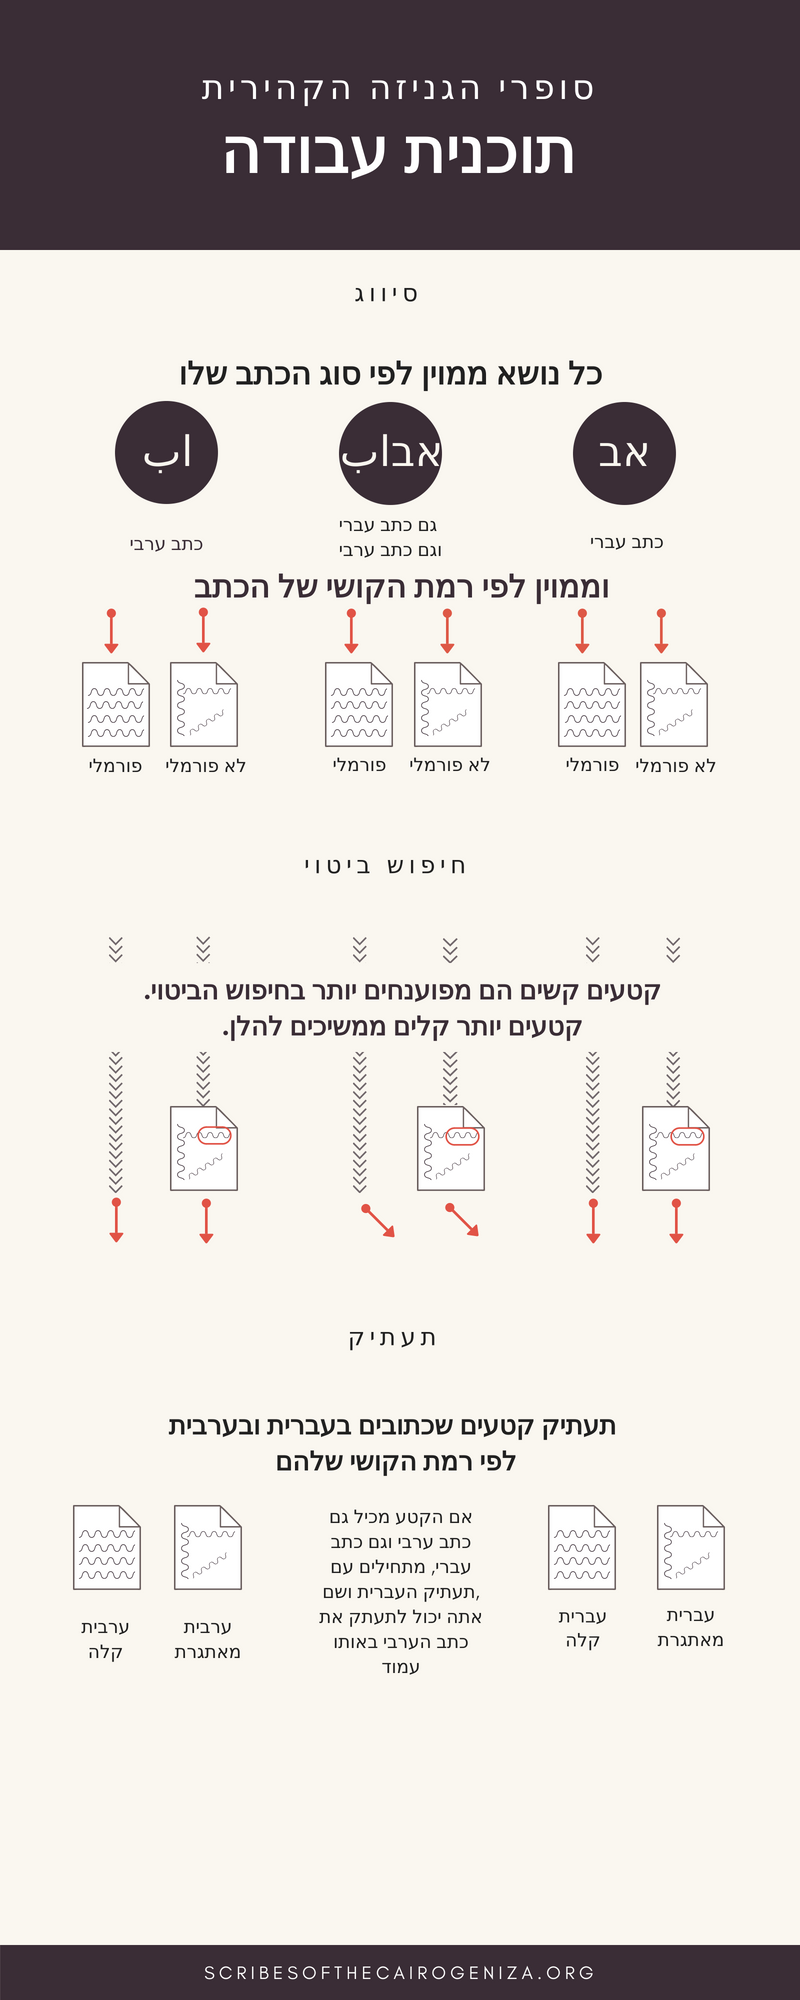 סופרי הגניזה הקהירית
תוכנית עבודה
סיווג
כל נושא ממוין לפי סוג הכתב שלו
אב
אבاب
اب
כתב עברי
גם כתב עברי
וגם כתב ערבי
כתב ערבי
וממוין לפי רמת הקושי של הכתב
לא פורמלי
פורמלי
לא פורמלי
פורמלי
לא פורמלי
פורמלי
חיפוש ביטוי
קטעים קשים הם מפוענחים יותר בחיפוש הביטוי.
קטעים יותר קלים ממשיכים להלן.
תעתיק
תעתיק קטעים שכתובים בעברית ובערבית
לפי רמת הקושי שלהם
עברית
מאתגרת
עברית
קלה
אם הקטע מכיל גם
כתב ערבי וגם כתב
עברי, מתחילים עם
תעתיק העברית ושם,
אתה יכול לתעתק את
כתב הערבי באותו
עמוד
ערבית
מאתגרת
ערבית
קלה
SCRIBESOFTHECAIROGENIZA.ORG